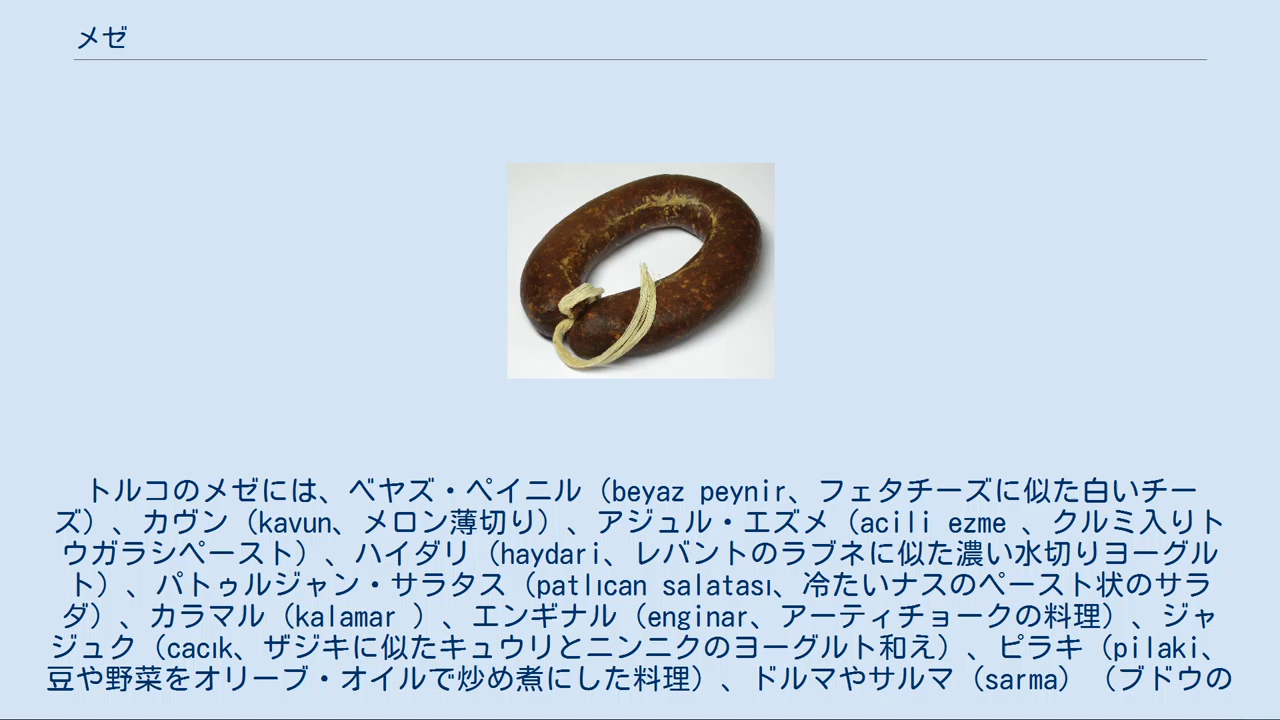 メゼ
トルコのメゼには、ベヤズ・ペイニル（beyaz peynir、フェタチーズに似た白いチー
ズ）、カヴン（kavun、メロン薄切り）、アジュル・エズメ（acili ezme 、クルミ入りト
ウガラシペースト）、ハイダリ（haydari、レバントのラブネに似た濃い水切りヨーグル
ト）、パトゥルジャン・サラタス（patlıcan salatası、冷たいナスのペースト状のサラ
ダ）、カラマル（kalamar ）、エンギナル（enginar、アーティチョークの料理）、ジャ
ジュク（cacık、ザジキに似たキュウリとニンニクのヨーグルト和え）、ピラキ（pilaki、
豆や野菜をオリーブ・オイルで炒め煮にした料理）、ドルマやサルマ（sarma）（ブドウの